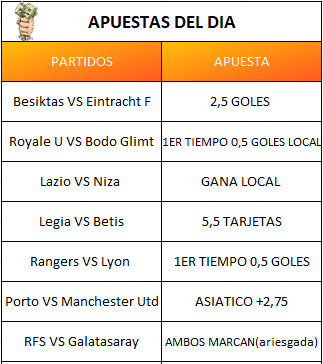 APUESTAS DEL DIA
PARTIDOS APUESTA
Besiktas VS Eintracht F 2,5 GOLES
Royale U VS Bodo Glimt 1ER TIEMPO 0,5 GOLES LOCAL
Lazio VS Niza GANA LOCAL
Legia VS Betis 5,5 TARJETAS
Rangers VS Lyon 1ER TIEMPO 0,5 GOLES
Porto VS Manchester Utd ASIATICO +2,75
RFS VS Galatasaray AMBOS MARCAN(ariesgada)